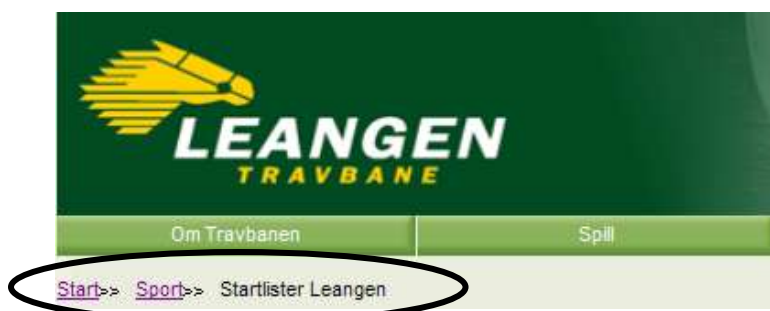 LEANGEN
TRAVBANE
Om Travbanen Spill
Start>> Sport>> Startlister Leangen